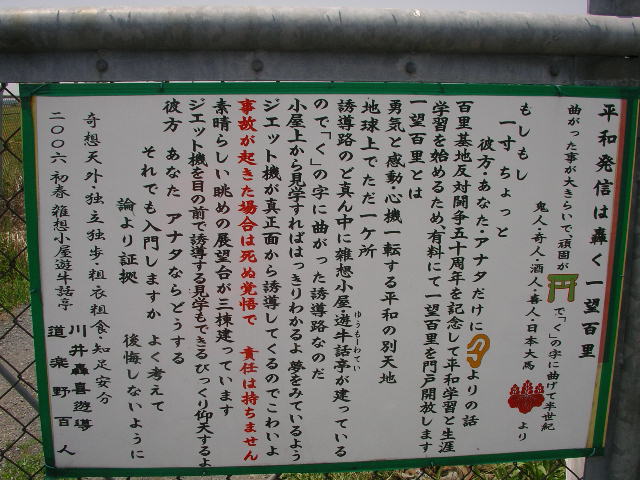 平和発信は轟く一望百里
曲がった事が大きらいで、頑固が
で「く」の字に曲げて半世紀
鬼人・奇人・酒人・喜人・日本大馬
より
もしもし
一寸 ちょっと
彼方・あなた・アナタだけに
よりの話
百里基地反対闘争五十周年を記念して平和学習と生涯
学習を始めるため、有料にて一望百里を門戸開放します
一望百里とは
勇気と感動・心機一転する平和の別天地
地球上でただ一ケ所
誘導路のど真ん中に雑想小屋・遊牛話亭が建っている
ゆうもーわてい
ので「く」の字に曲がった誘導路なのだ
小屋上から見学すればはっきりわかるよ 夢をみているよう
ジエット機が真正面から誘導してくるのでこわいよ
事故が起きた場合は死ぬ覚悟で 責任は持ちません
素晴らしい眺めの展望台が三棟建っています
ジエット機を目の前で誘導する見学もできるびっくり仰天するよ
彼方 あなた アナタならどうする
それでも入門しますか よく考えて
論より証拠 後悔しないように
奇想天外・独立独歩・粗衣粗食・知足安分
川井轟喜遊導
二〇〇六 初春 雑想小屋遊牛話亭 道楽野百人